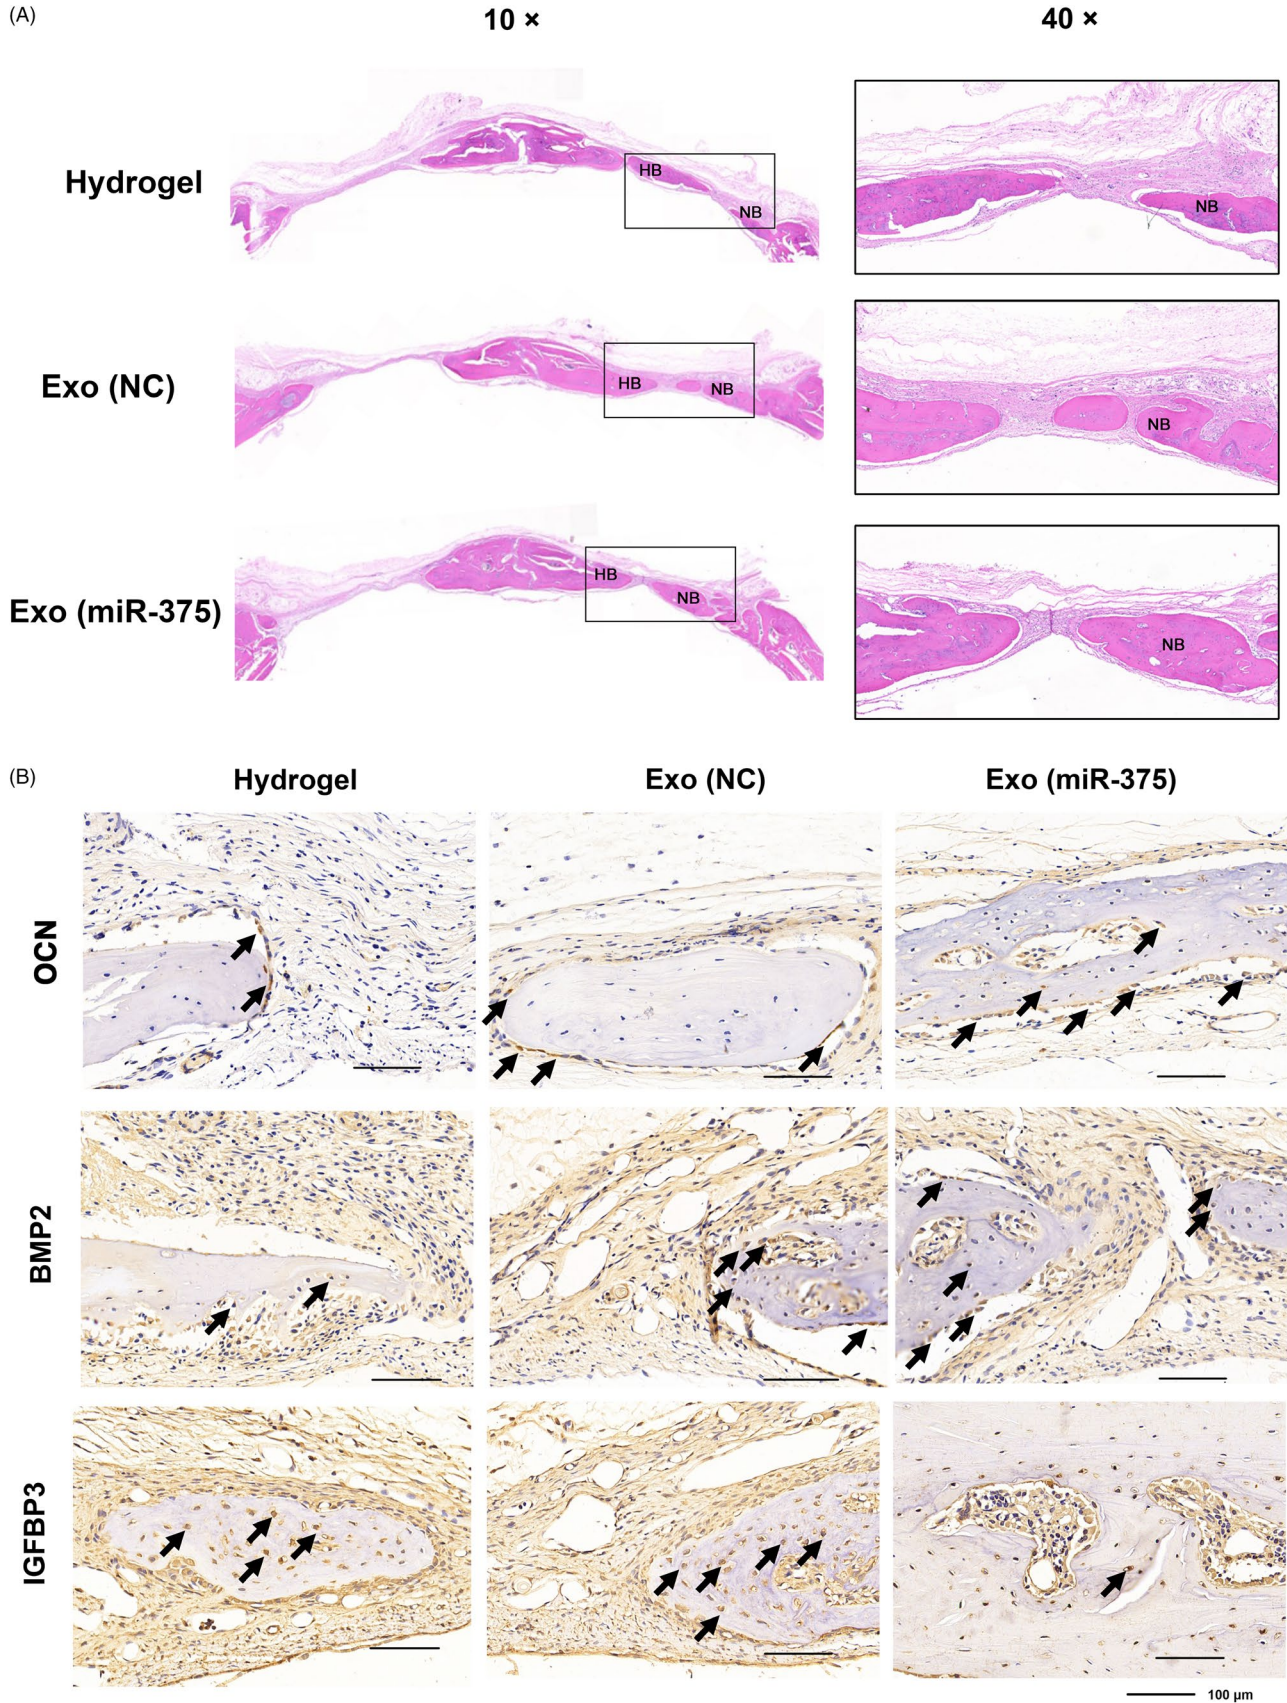 (A)
10 ×
40 ×
Hydrogel
HB
NB
NB
Exo (NC)
HB
NB
NB
Exo (miR-375)
HB
NB
NB
(B)
Hydrogel
Exo (NC)
Exo (miR-375)
OCN
BMP2
IGFBP3
100 µm